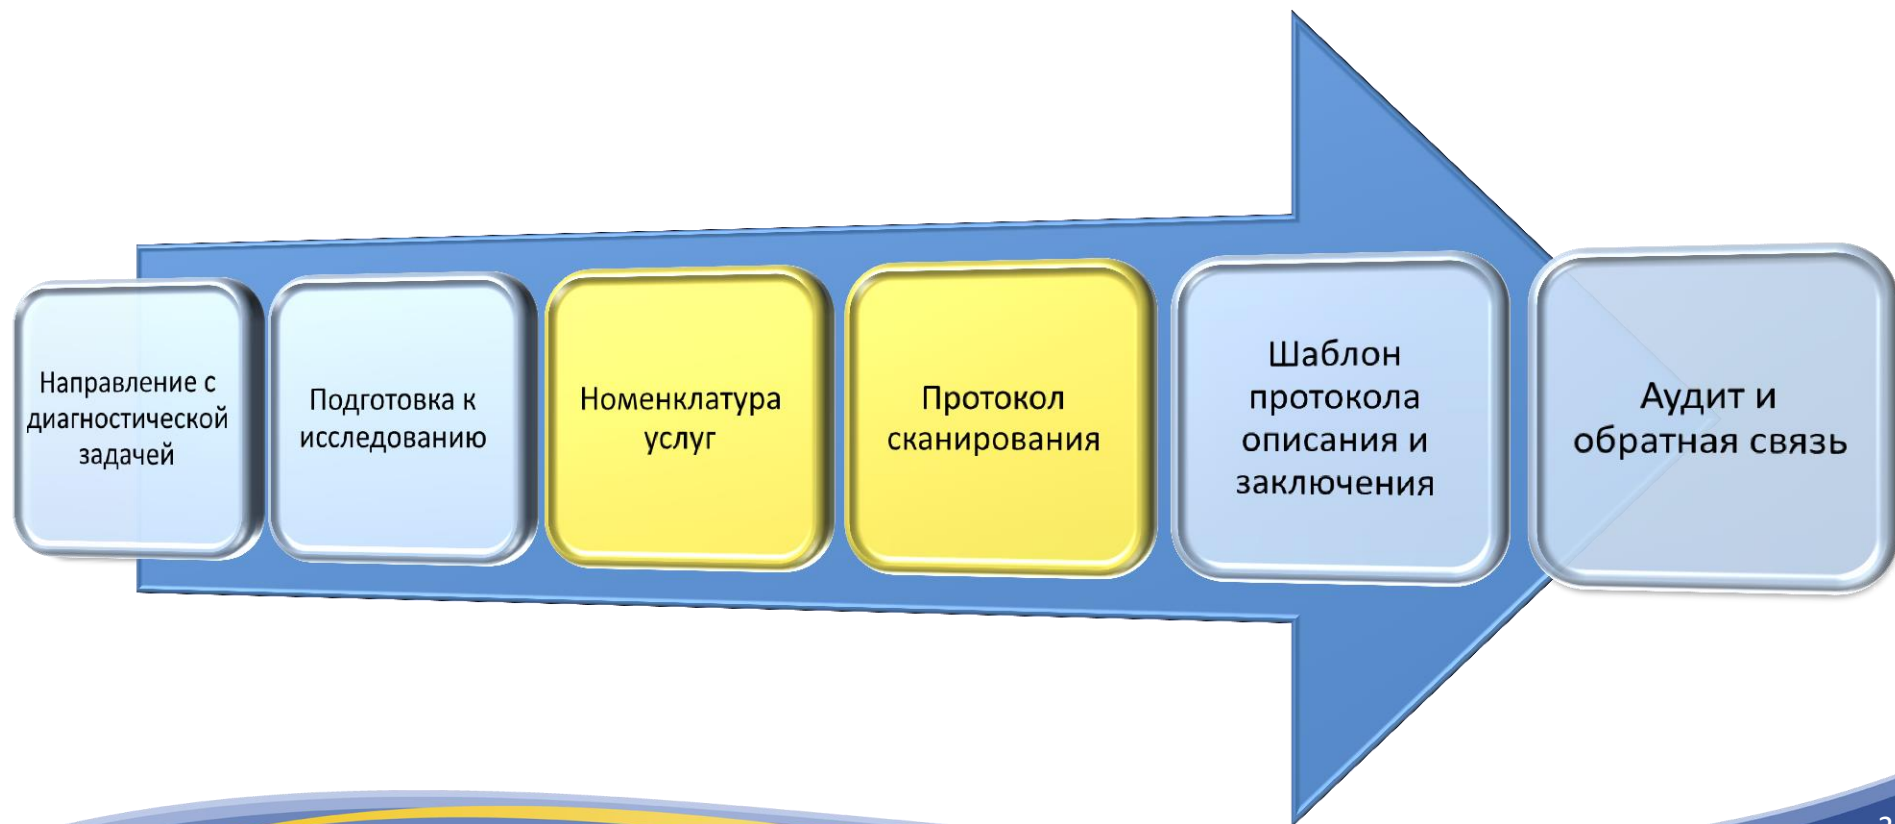 Направление с
диагностической
задачей
Подготовка к
исследованию
Номенклатура
услуг
Протокол
сканирования
Шаблон
протокола
описания и
заключения
Аудит и
обратная связь